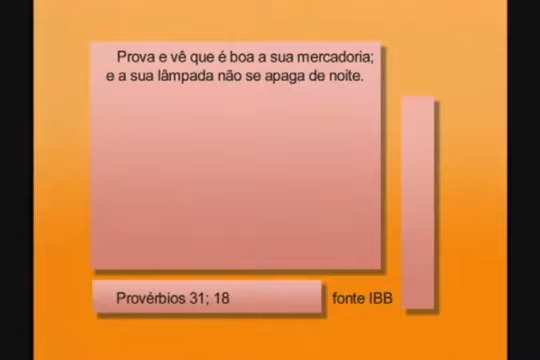 Prova e vê que é boa a sua mercadoria;
e a sua lâmpada não se apaga de noite.
Provérbios 31; 18
fonte IBB